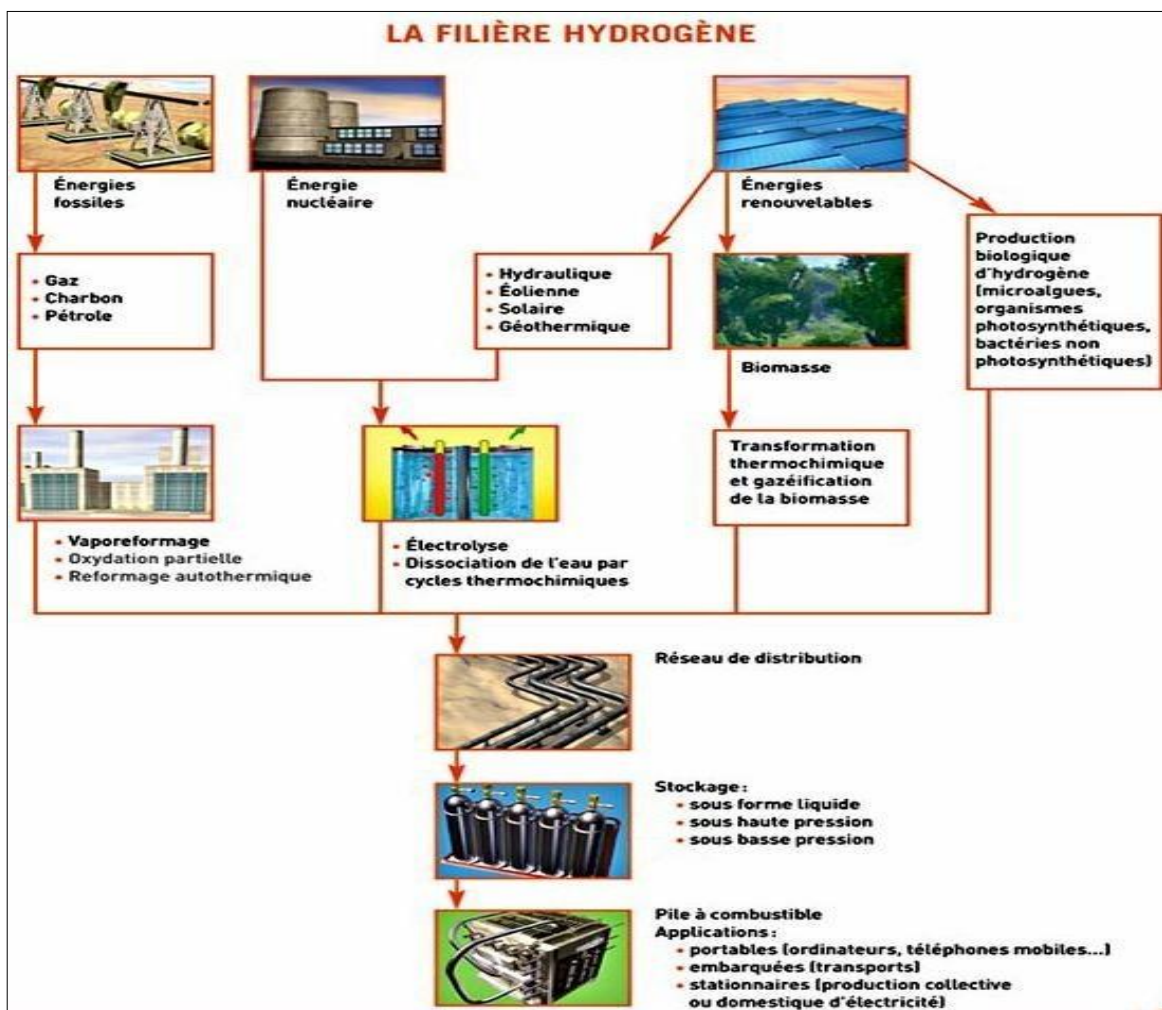 LA FILIÈRE HYDROGÈNE
Énergies
fossiles
Énergie
nucléaire
Énergies
renouvelables
• Gaz
• Charbon
• Pétrole
• Hydraulique
• Éolienne
• Solaire
• Géothermique
Biomasse
Production
biologique
d'hydrogène
(microalgues,
organismes
photosynthétiques,
bactéries non
photosynthétiques)
• Vaporeformage
• Oxydation partielle
• Reformage autothermique
• Électrolyse
• Dissociation de l'eau par
cycles thermochimiques
Transformation
thermochimique
et gazéification
de la biomasse
Réseau de distribution
Stockage :
• sous forme liquide
• sous haute pression
• sous basse pression
Pile à combustible
Applications :
• portables (ordinateurs, téléphones mobiles...)
• embarquées (transports)
• stationnaires (production collective
ou domestique d'électricité)